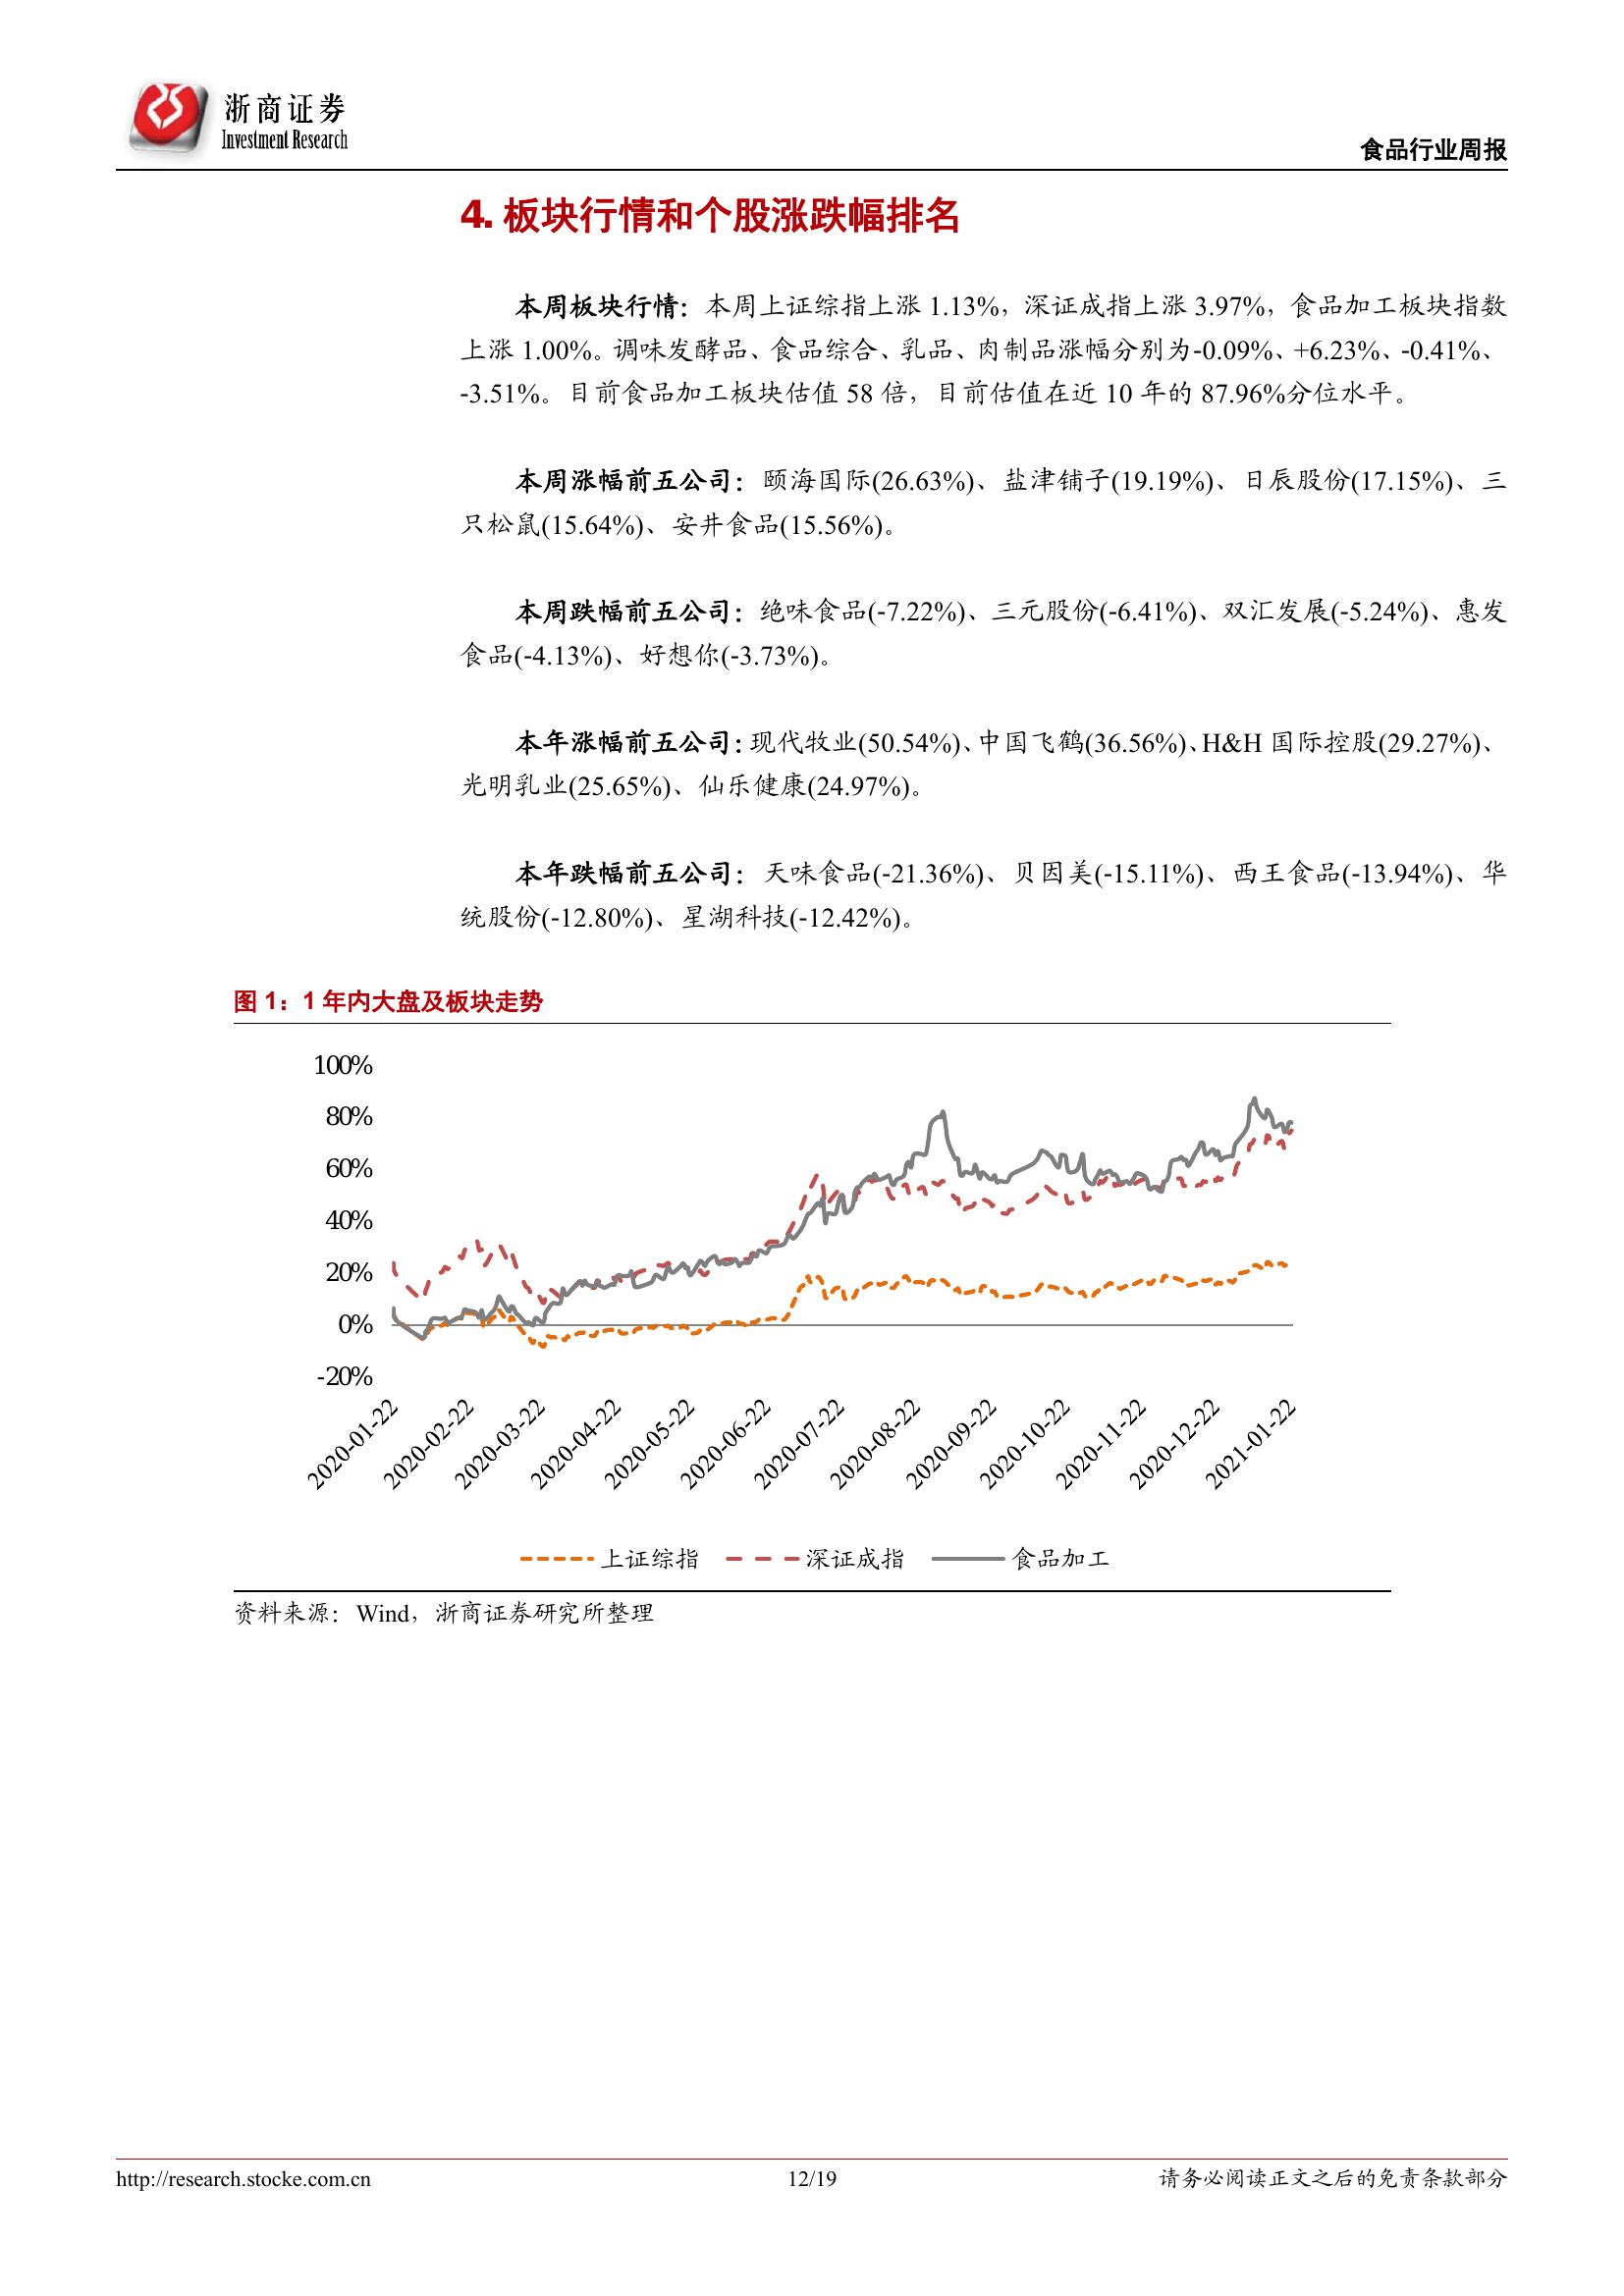 浙商证券
Investment Research
食品行业周报
4. 板块行情和个股涨跌幅排名
本周板块行情：本周上证综指上涨 1.13%，深证成指上涨 3.97%，食品加工板块指数
上涨 1.00%。调味发酵品、食品综合、乳品、肉制品涨幅分别为-0.09%、+6.23%、-0.41%、
-3.51%。目前食品加工板块估值 58 倍，目前估值在近 10 年的 87.96%分位水平。
本周涨幅前五公司：颐海国际(26.63%)、盐津铺子(19.19%)、日辰股份(17.15%)、三
只松鼠(15.64%)、安井食品(15.56%)。
本周跌幅前五公司：绝味食品(-7.22%)、三元股份(-6.41%)、双汇发展(-5.24%)、惠发
食品(-4.13%)、好想你(-3.73%)。
本年涨幅前五公司：现代牧业(50.54%)、中国飞鹤(36.56%)、H&H 国际控股(29.27%)、
光明乳业(25.65%)、仙乐健康(24.97%)。
本年跌幅前五公司：天味食品(-21.36%)、贝因美(-15.11%)、西王食品(-13.94%)、华
统股份(-12.80%)、星湖科技(-12.42%)。
图 1：1 年内大盘及板块走势
100%
80%
60%
40%
20%
0%
-20%
2020-01-22
2020-02-22
2020-03-22
2020-04-22
2020-05-22
2020-06-22
2020-07-22
2020-08-22
2020-09-22
2020-10-22
2020-11-22
2020-12-22
2021-01-22
上证综指 深证成指 食品加工
资料来源：Wind，浙商证券研究所整理
http://research.stocke.com.cn 12/19 请务必阅读正文之后的免责条款部分